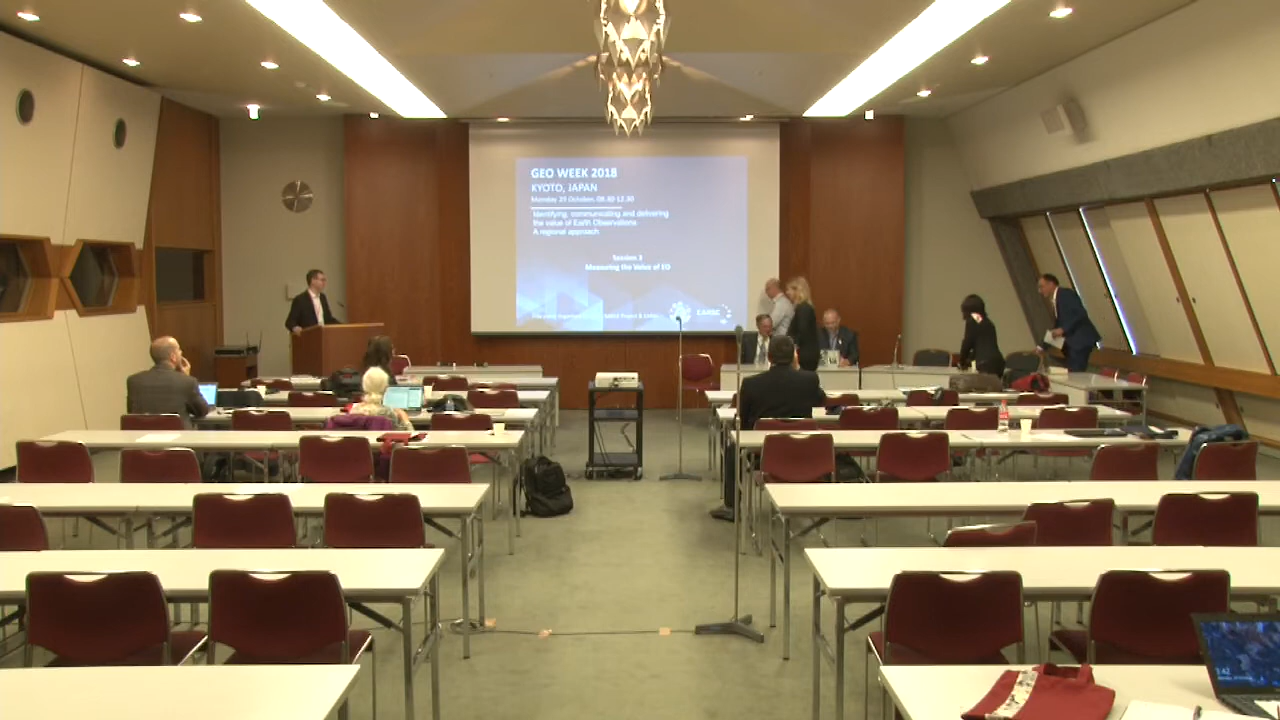 GEO WEEK 2018
KYOTO, JAPAN
Monday 29 October, 08.30-12.30
Identifying, communicating and delivering
the value of Earth Observations:
A regional approach
Session 3
Measuring the Value of EO
EARSC